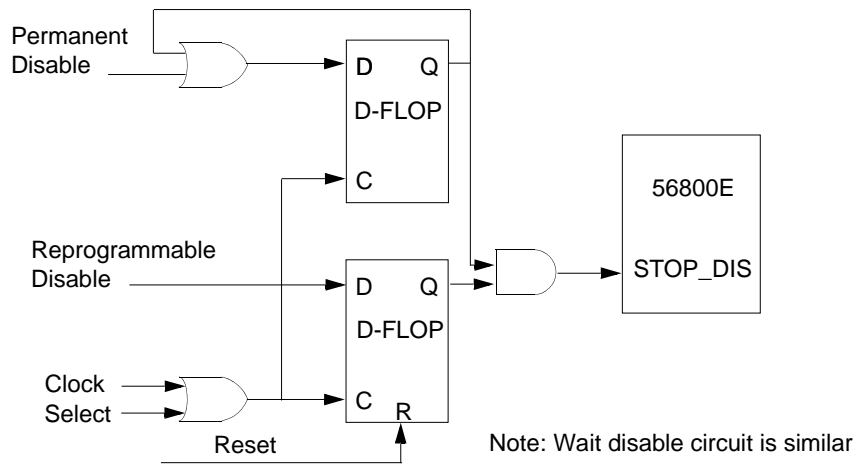 Permanent
Disable
D Q
D-FLOP
C
56800E
STOP_DIS
Reprogrammable
Disable
D Q
D-FLOP
C
R
Clock
Select
Reset
Note: Wait disable circuit is similar